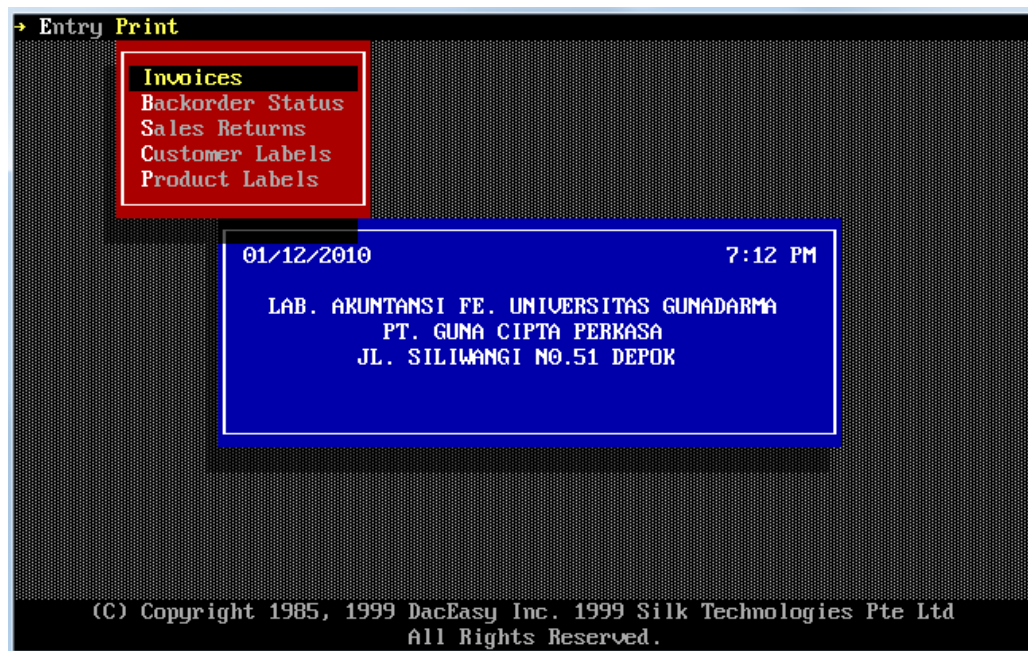 → Entry Print
Invoices
Backorder Status
Sales Returns
Customer Labels
Product Labels
01/12/2010 7:12 PM
LAB. AKUNTANSI FE. UNIVERSITAS GUNADARMA
PT. GUNA CIPTA PERKASA
JL. SILIWANGI NO.51 DEPOK
(C) Copyright 1985, 1999 DacEasy Inc. 1999 Silk Technologies Pte Ltd
All Rights Reserved.